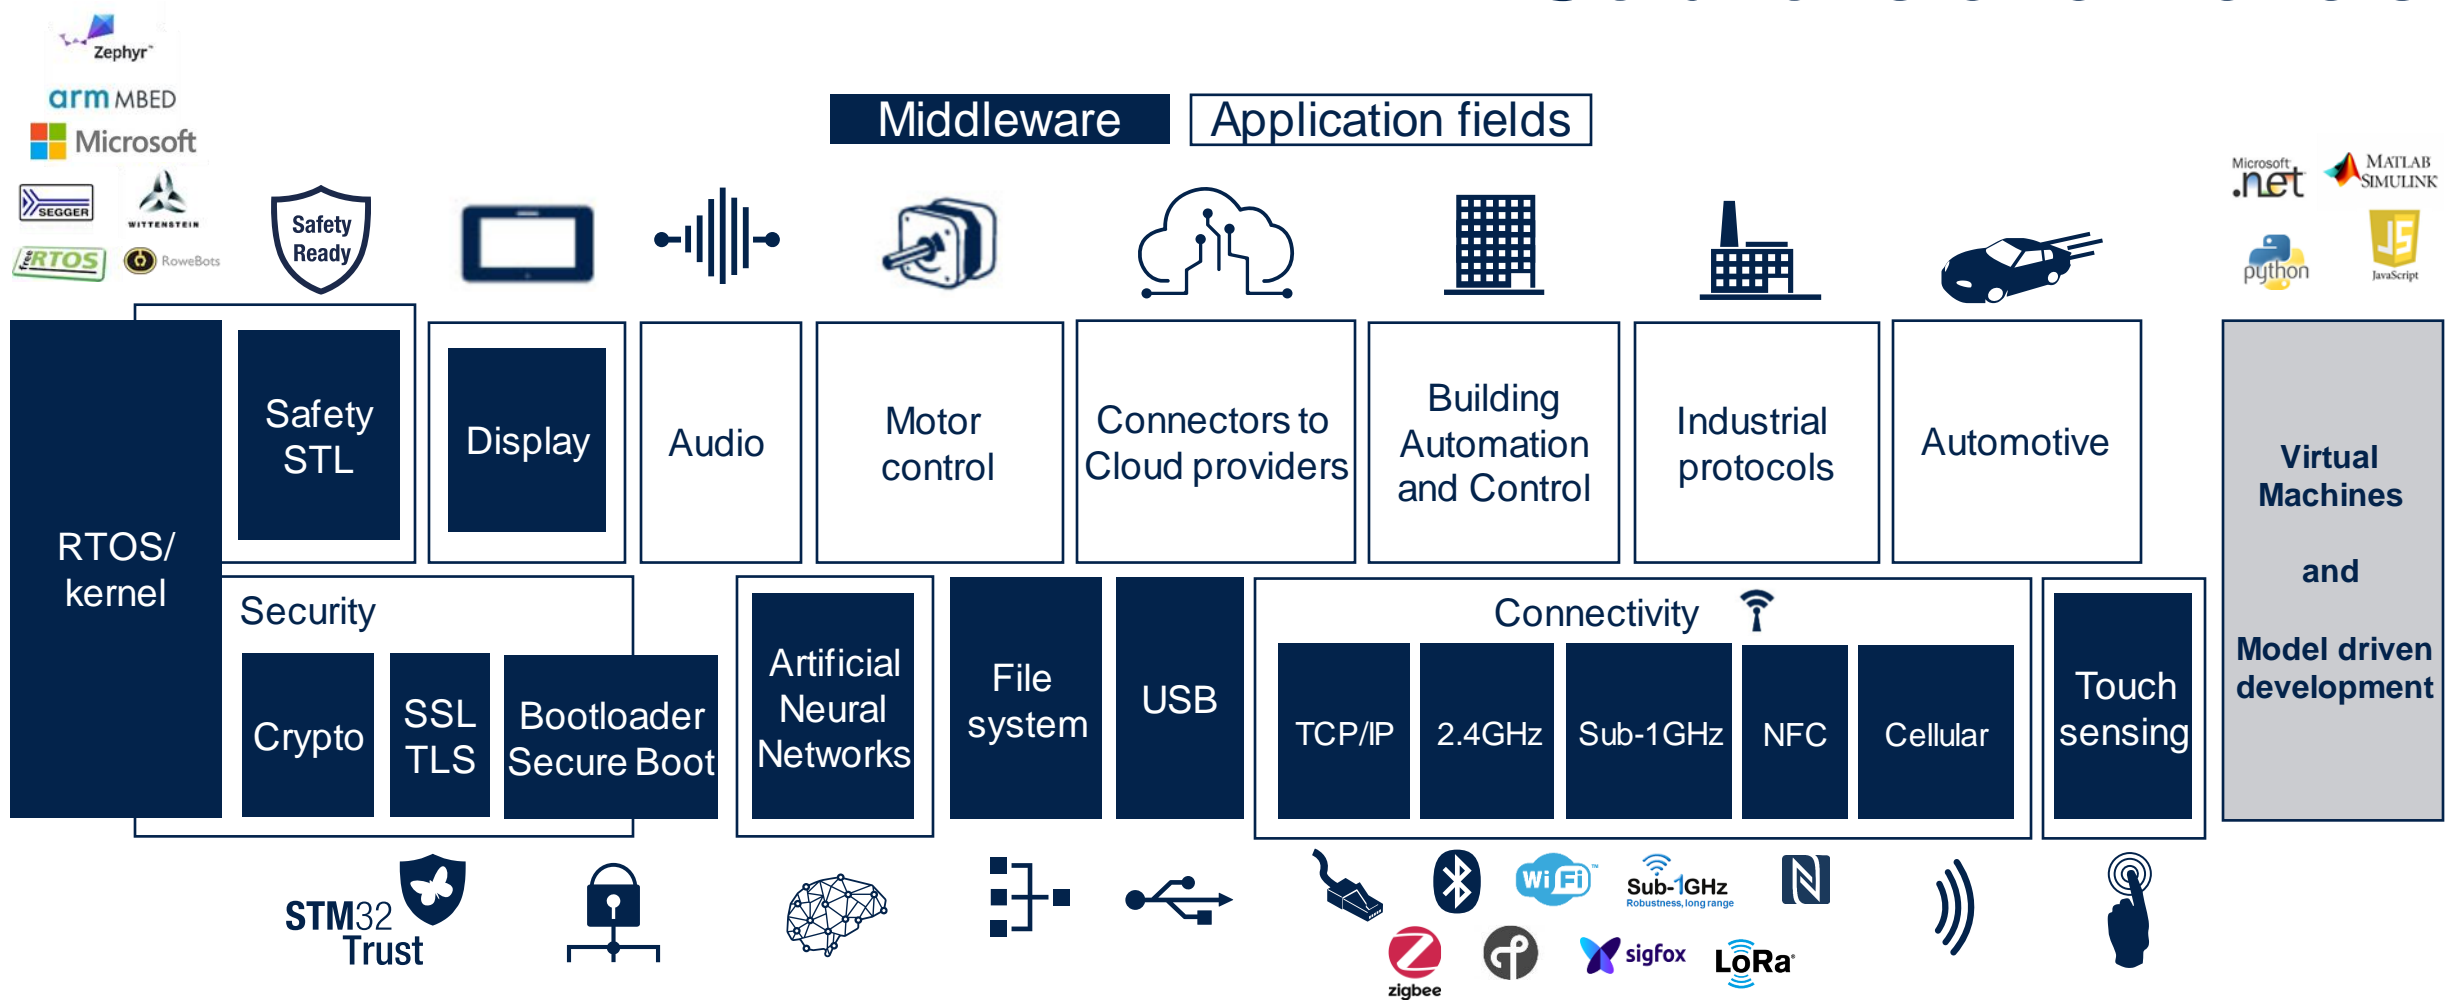 Zephyr™
arm MBED
Microsoft
SEGGER
WITTENSTEIN
freeRTOS
RoweBots
Middleware
Application fields
Safety
Ready
Microsoft
.net
MATLAB
SIMULINK
python
JS
JavaScript
RTOS/
kernel
Safety
STL
Display
Audio
Motor
control
Connectors to
Cloud providers
Building
Automation
and Control
Industrial
protocols
Automotive
Virtual
Machines
and
Model driven
development
Security
Crypto
SSL
TLS
Bootloader
Secure Boot
Artificial
Neural
Networks
File
system
USB
Connectivity
TCP/IP
2.4GHz
Sub-1GHz
NFC
Cellular
Touch
sensing
STM32
Trust
WiFi™
Sub-1GHz
Robustness, long range
zigbee
sigfox
LoRa®